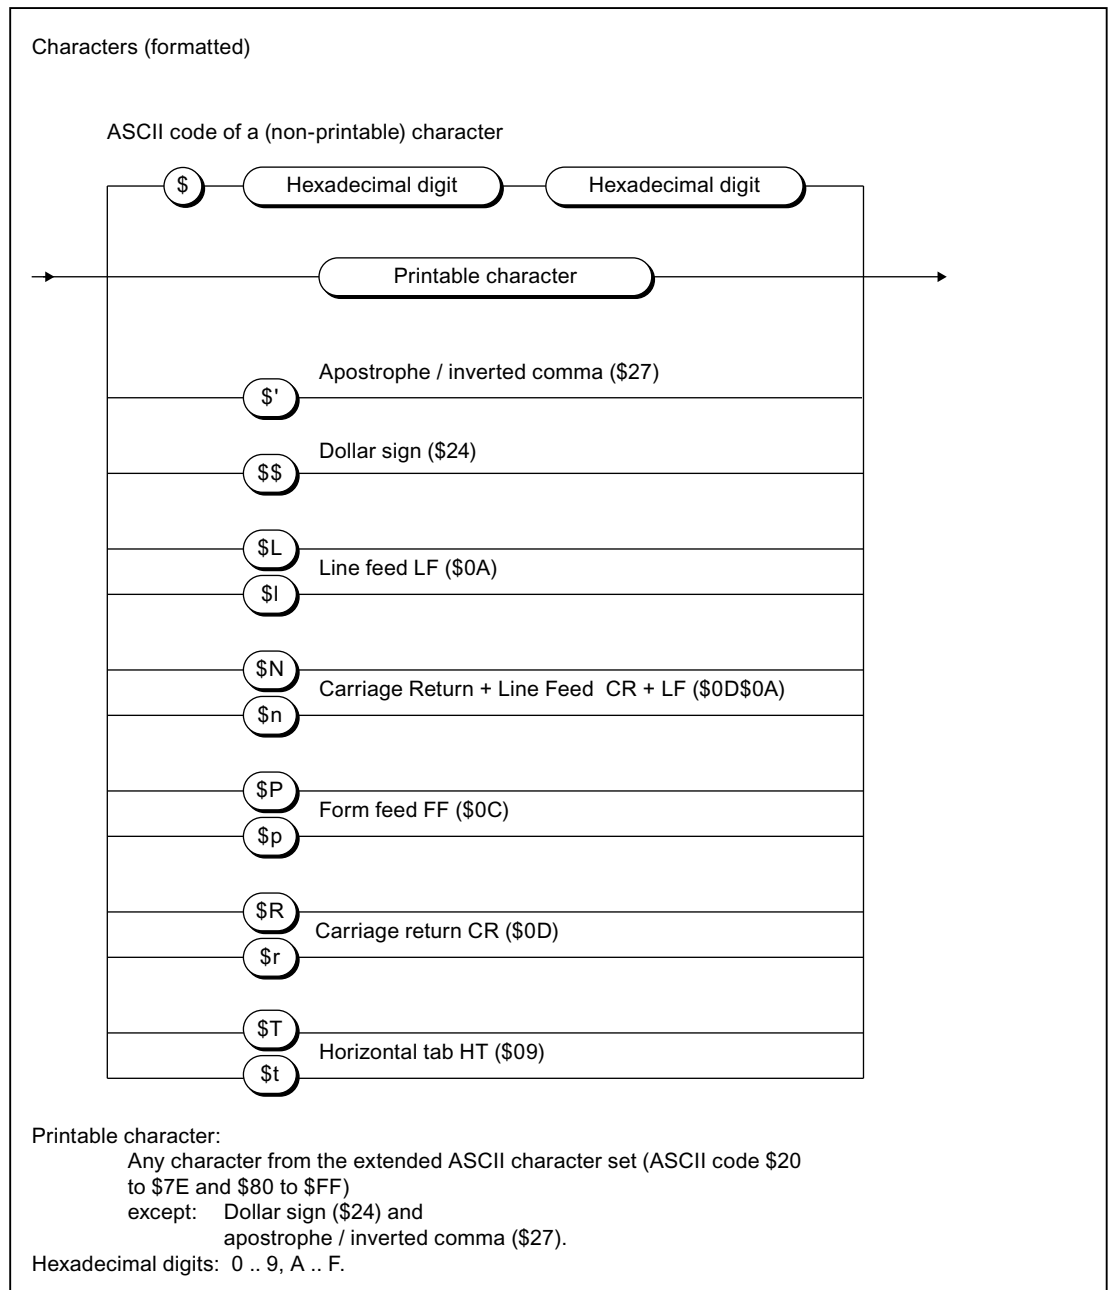 Characters (formatted)
ASCII code of a (non-printable) character
$ Hexadecimal digit Hexadecimal digit
Printable character
Apostrophe / inverted comma ($27)
$'
Dollar sign ($24)
$$
$L
Line feed LF ($0A)
$l
$N
Carriage Return + Line Feed CR + LF ($0D$0A)
$n
$P
Form feed FF ($0C)
$p
$R
Carriage return CR ($0D)
$r
$T
Horizontal tab HT ($09)
$t
Printable character:
Any character from the extended ASCII character set (ASCII code $20
to $7E and $80 to $FF)
except: Dollar sign ($24) and
apostrophe / inverted comma ($27).
Hexadecimal digits: 0 .. 9, A .. F.